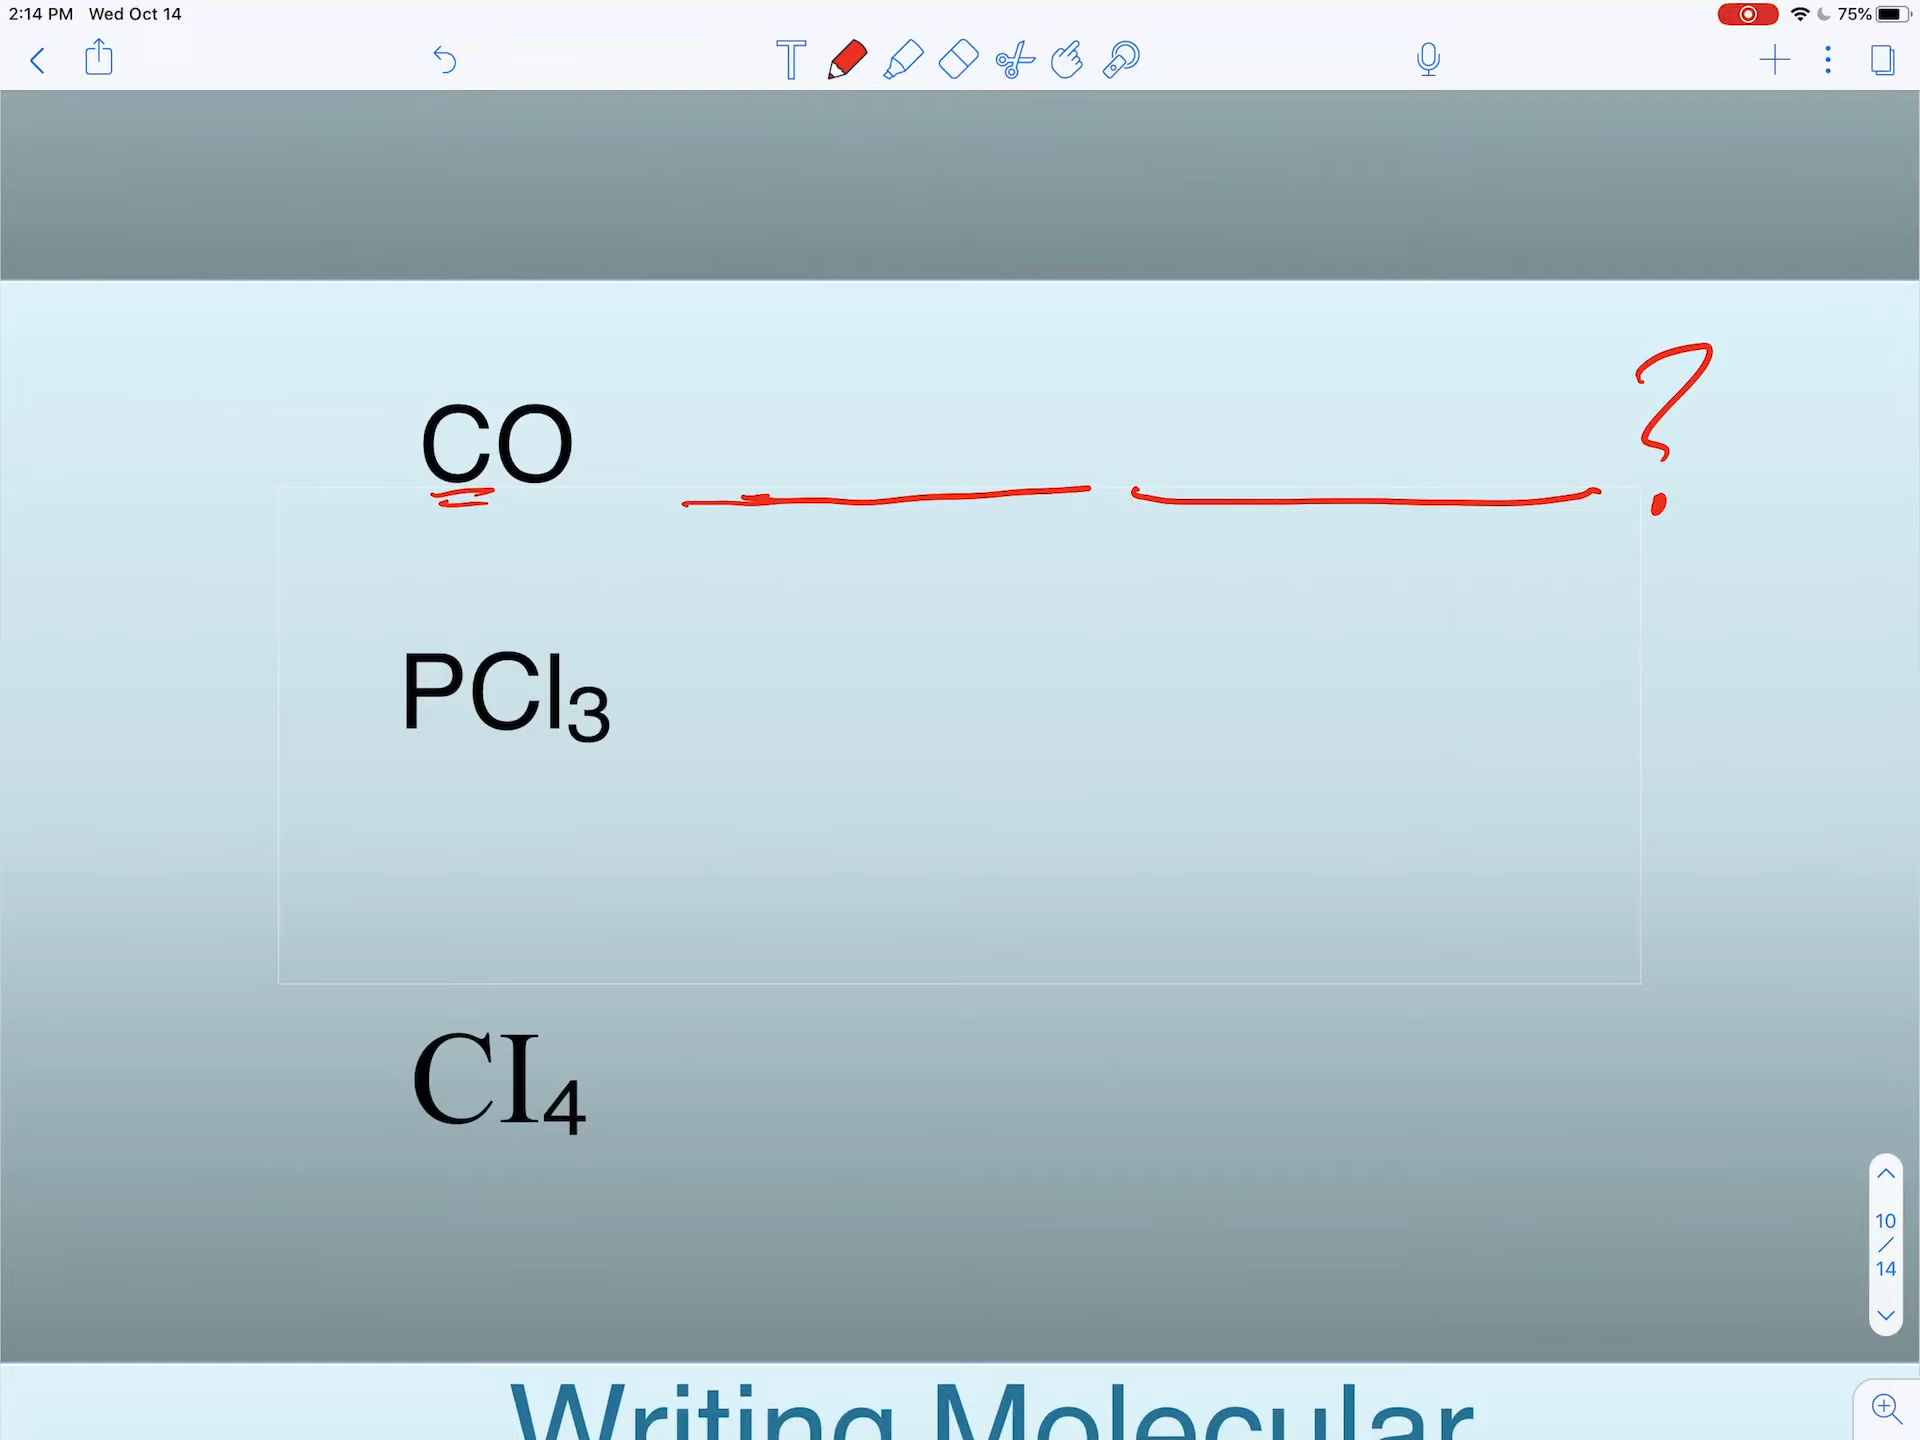 2:14 PM Wed Oct 14 75%
T
?
CO
PCl₃
CI₄
10
/
14
Writing Molecular